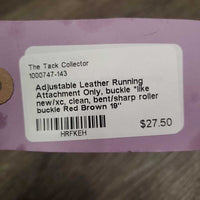 The Tack Collector
1000747-143
Adjustable Leather Running
Attachment Only, buckle *like
new/xc, clean, bent/sharp roller
buckle Red Brown 19"
$27.50
HRFKEH